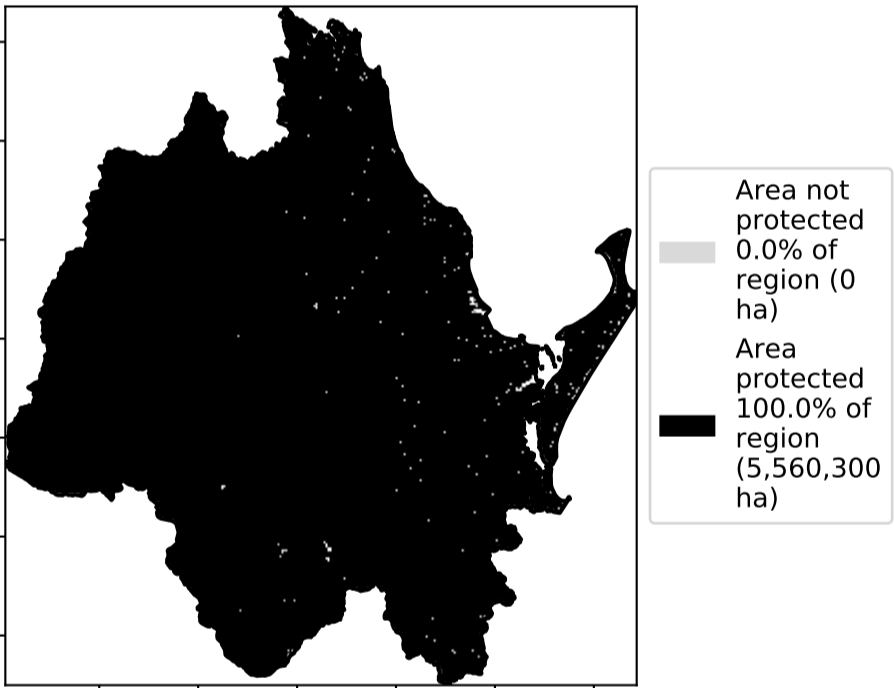 Area not
protected
0.0% of
region (0
ha)
Area
protected
100.0% of
region
(5,560,300
ha)